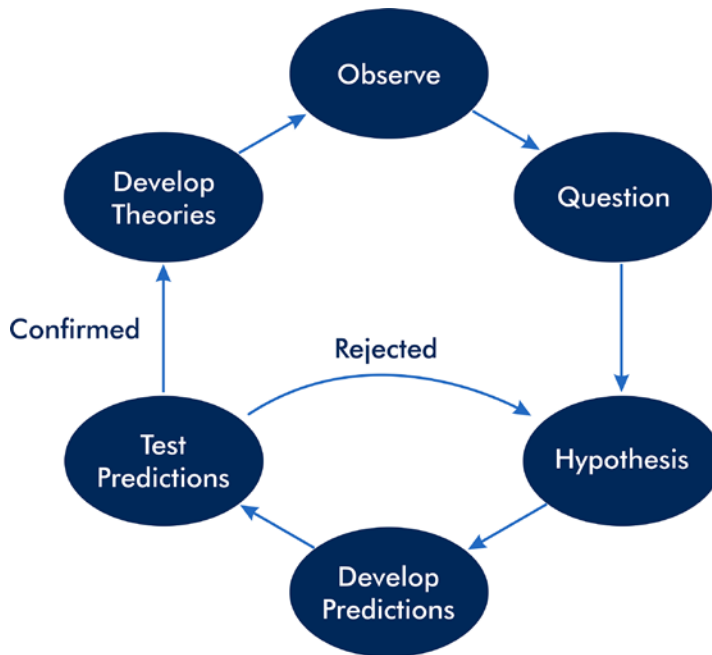 Observe
Develop
Theories
Question
Confirmed
Rejected
Test
Predictions
Hypothesis
Develop
Predictions